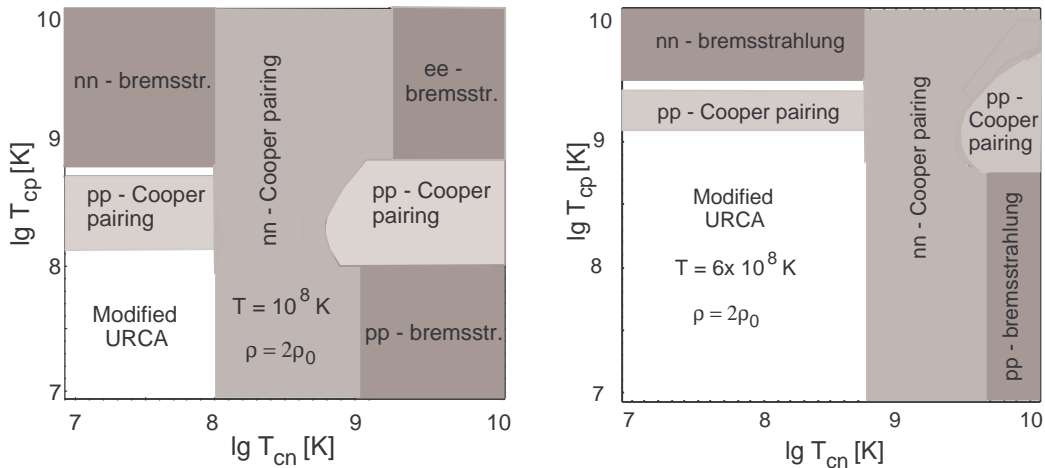 10
9
8
7
7
8
9
10
lg T_cp [K]
lg T_cn [K]
nn - bremsstr.
pp - Cooper
pairing
Modified
URCA
nn - Cooper pairing
T = 10^8 K
ρ = 2ρ_0
ee -
bremsstr.
pp - Cooper
pairing
pp - bremsstr.
10
9
8
7
7
8
9
10
lg T_cp [K]
lg T_cn [K]
nn - bremsstrahlung
pp - Cooper pairing
Modified
URCA
T = 6x 10^8 K
ρ = 2ρ_0
nn - Cooper pairing
pp -
Cooper
pairing
pp - bremsstrahlung